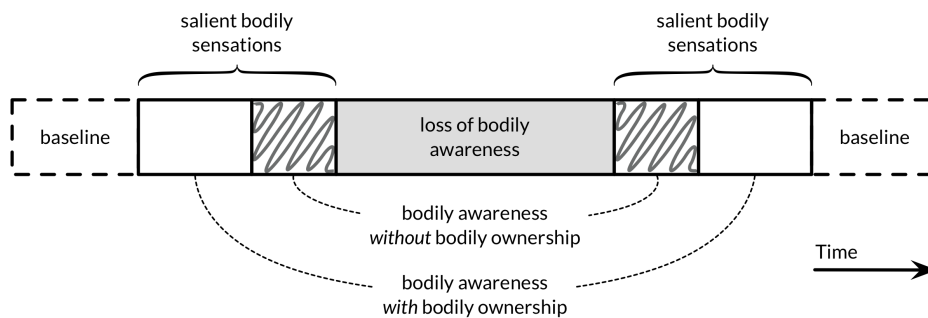 salient bodily
sensations
salient bodily
sensations
baseline
loss of bodily
awareness
baseline
bodily awareness
without bodily ownership
Time
bodily awareness
with bodily ownership